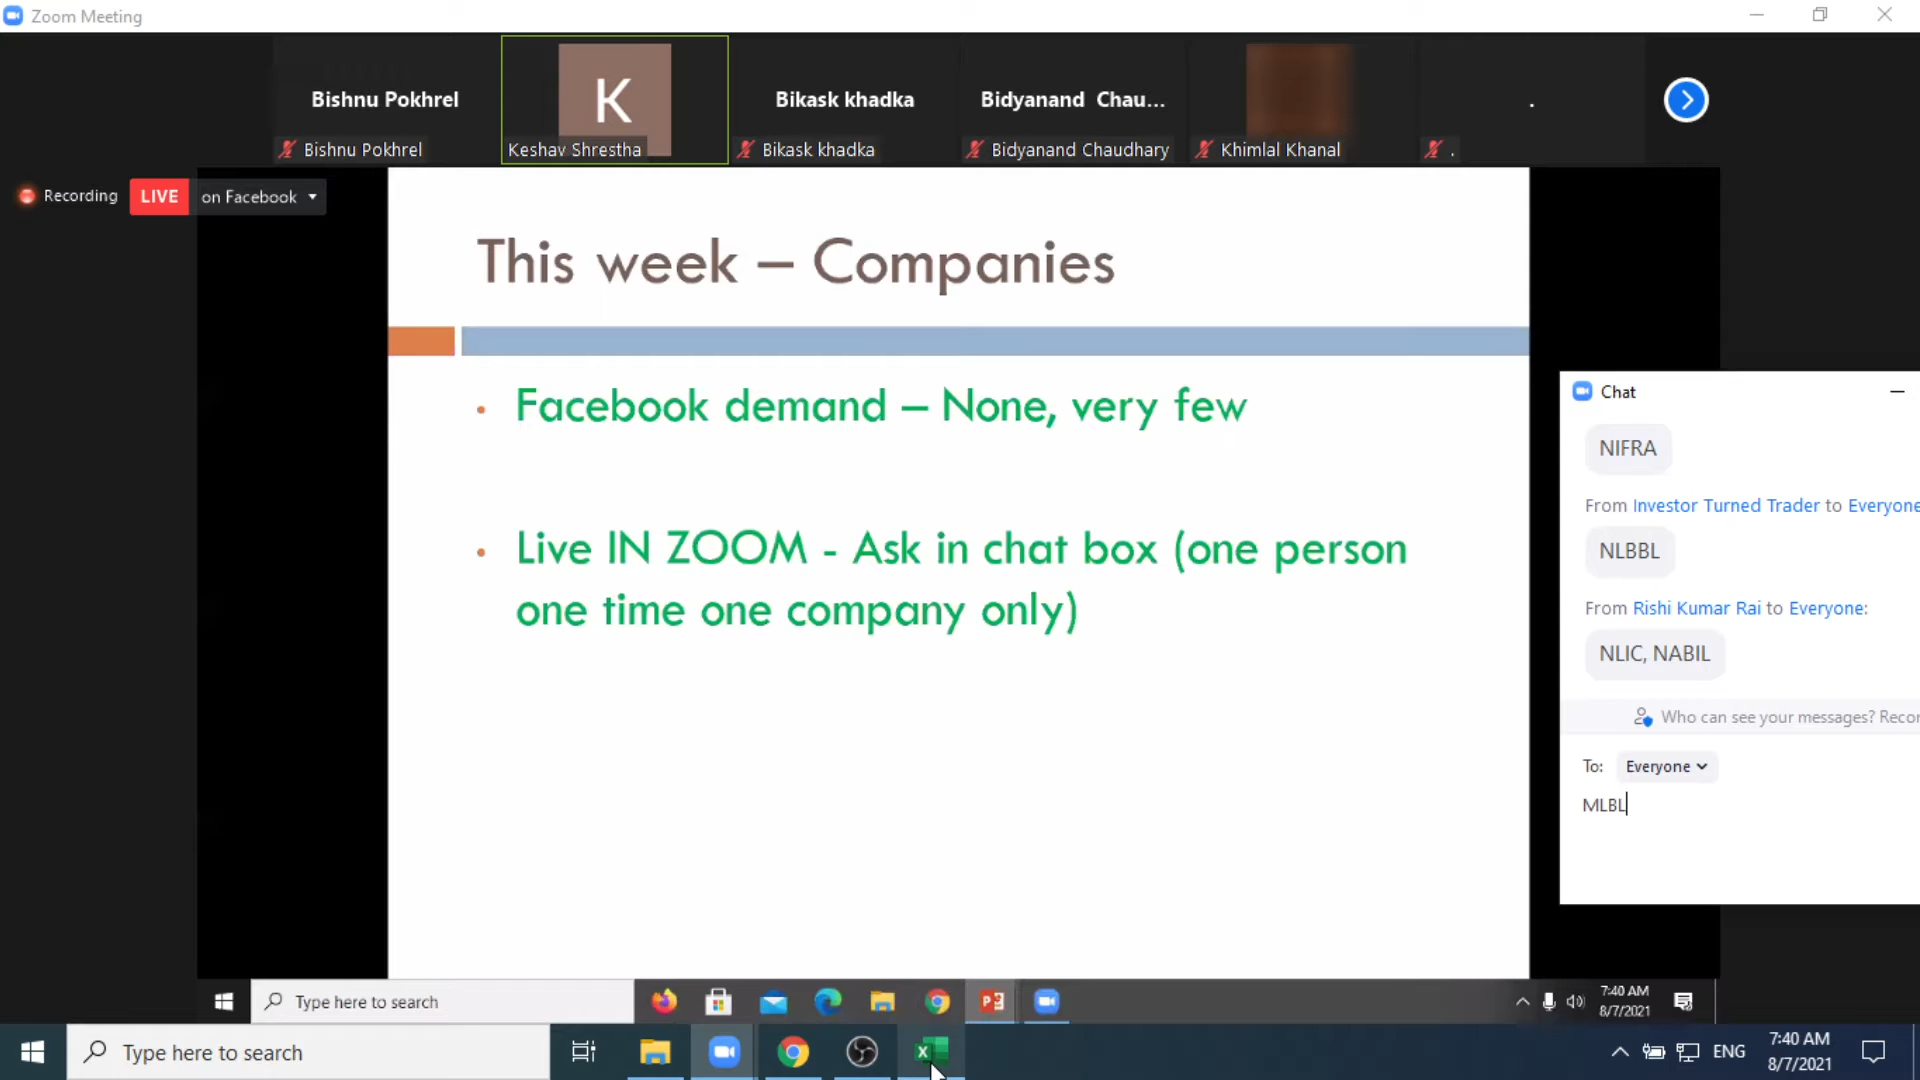 Zoom Meeting
Bishnu Pokhrel
K
Bikask khadka
Bidyanand Chau...
.
Bishnu Pokhrel
Keshav Shrestha
Bikask khadka
Bidyanand Chaudhary
Khimlal Khanal
.
Recording
LIVE
on Facebook
This week – Companies
• Facebook demand – None, very few
• Live IN ZOOM - Ask in chat box (one person
one time one company only)
Chat
NIFRA
From Investor Turned Trader to Everyone
NLBBL
From Rishi Kumar Rai to Everyone:
NLIC, NABIL
Who can see your messages? Recor
To: Everyone
MLBL
Type here to search
7:40 AM
8/7/2021
Type here to search
ENG
7:40 AM
8/7/2021